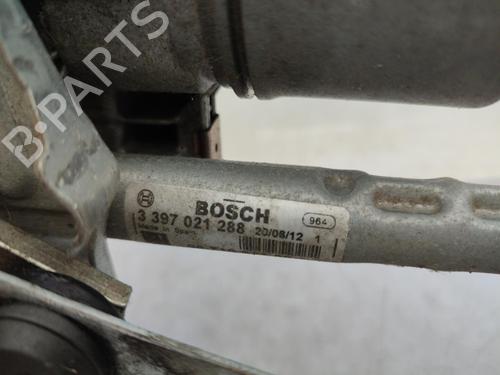 BOSCH
964
3 397 021 288 20/08/12 1
Made in Spain
B-PARTS